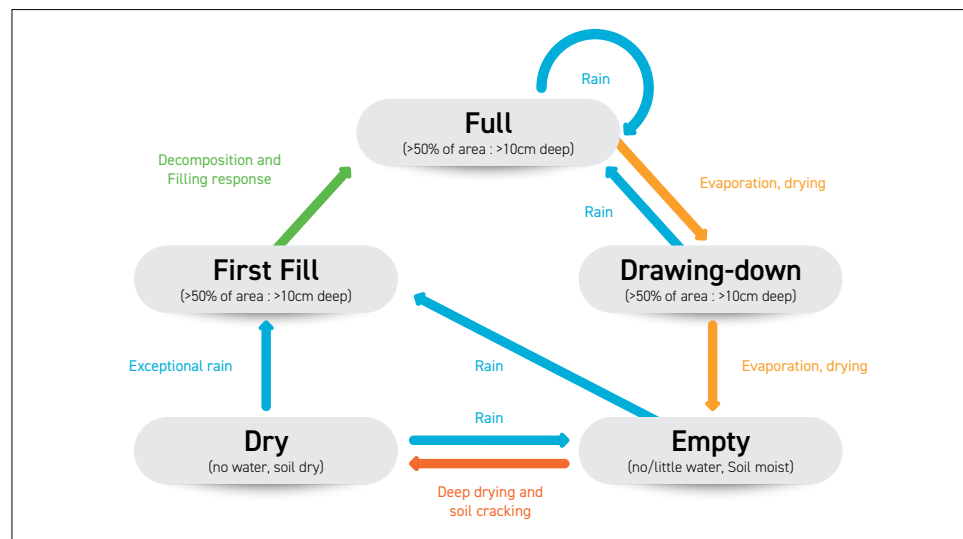 Rain
Full
(>50% of area : >10cm deep)
Decomposition and
Filling response
Evaporation, drying
Rain
First Fill
(>50% of area : >10cm deep)
Drawing-down
(>50% of area : >10cm deep)
Exceptional rain
Rain
Evaporation, drying
Rain
Dry
(no water, soil dry)
Empty
(no/little water, Soil moist)
Deep drying and
soil cracking